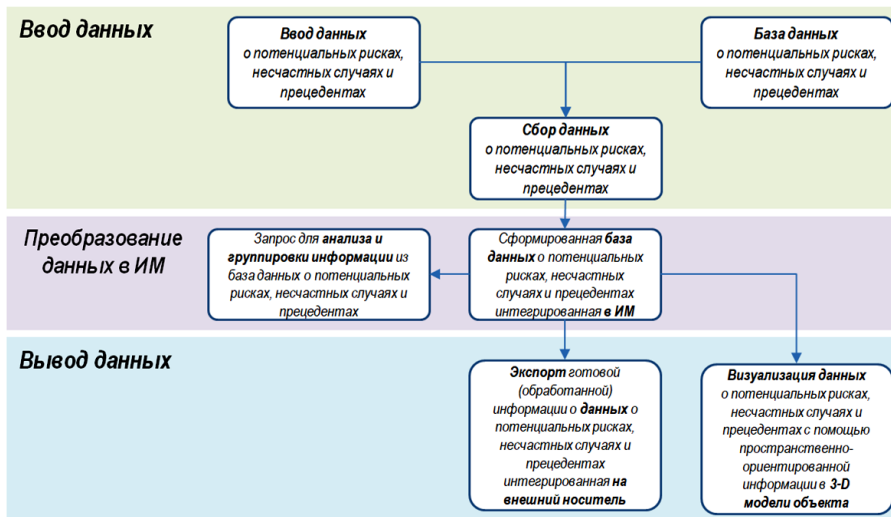 Ввод данных
Ввод данных
о потенциальных рисках,
несчастных случаях и
прецедентах
База данных
о потенциальных рисках,
несчастных случаях и
прецедентах
Сбор данных
о потенциальных рисках,
несчастных случаях и
прецедентах
Преобразование
данных в ИМ
Запрос для анализа и
группировки информации из
база данных о потенциальных
рисках, несчастных случаях и
прецедентах
Сформированная база
данных о потенциальных
рисках, несчастных
случаях и прецедентах
интегрированная в ИМ
Вывод данных
Экспорт готовой
(обработанной)
информации о данных о
потенциальных рисках,
несчастных случаях и
прецедентах
интегрированная на
внешний носитель
Визуализация данных
о потенциальных рисках,
несчастных случаях и
прецедентах с помощью
пространственно-
ориентированной
информации в 3-D
модели объекта